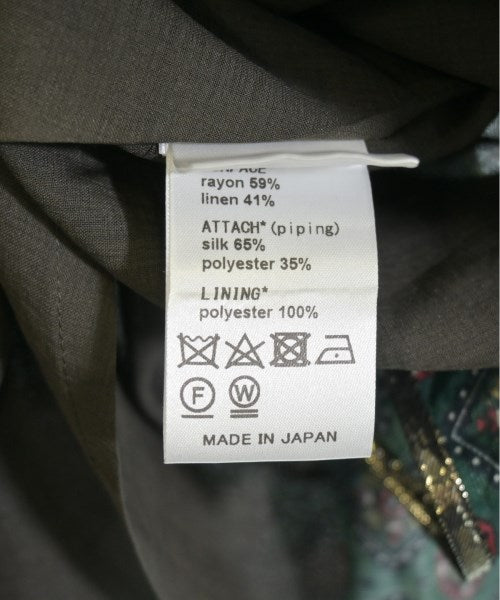 rayon 59%
linen 41%
ATTACH* (piping)
silk 65%
polyester 35%
LINING*
polyester 100%
F W
MADE IN JAPAN